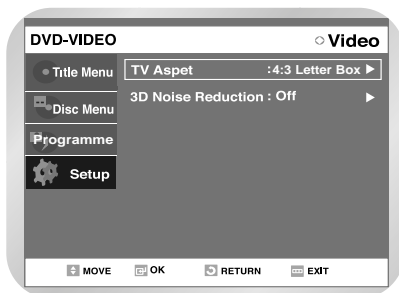 DVD-VIDEO Video
Title Menu
TV Aspet :4:3 Letter Box
Disc Menu
3D Noise Reduction : Off
Programme
Setup
MOVE OK RETURN EXIT